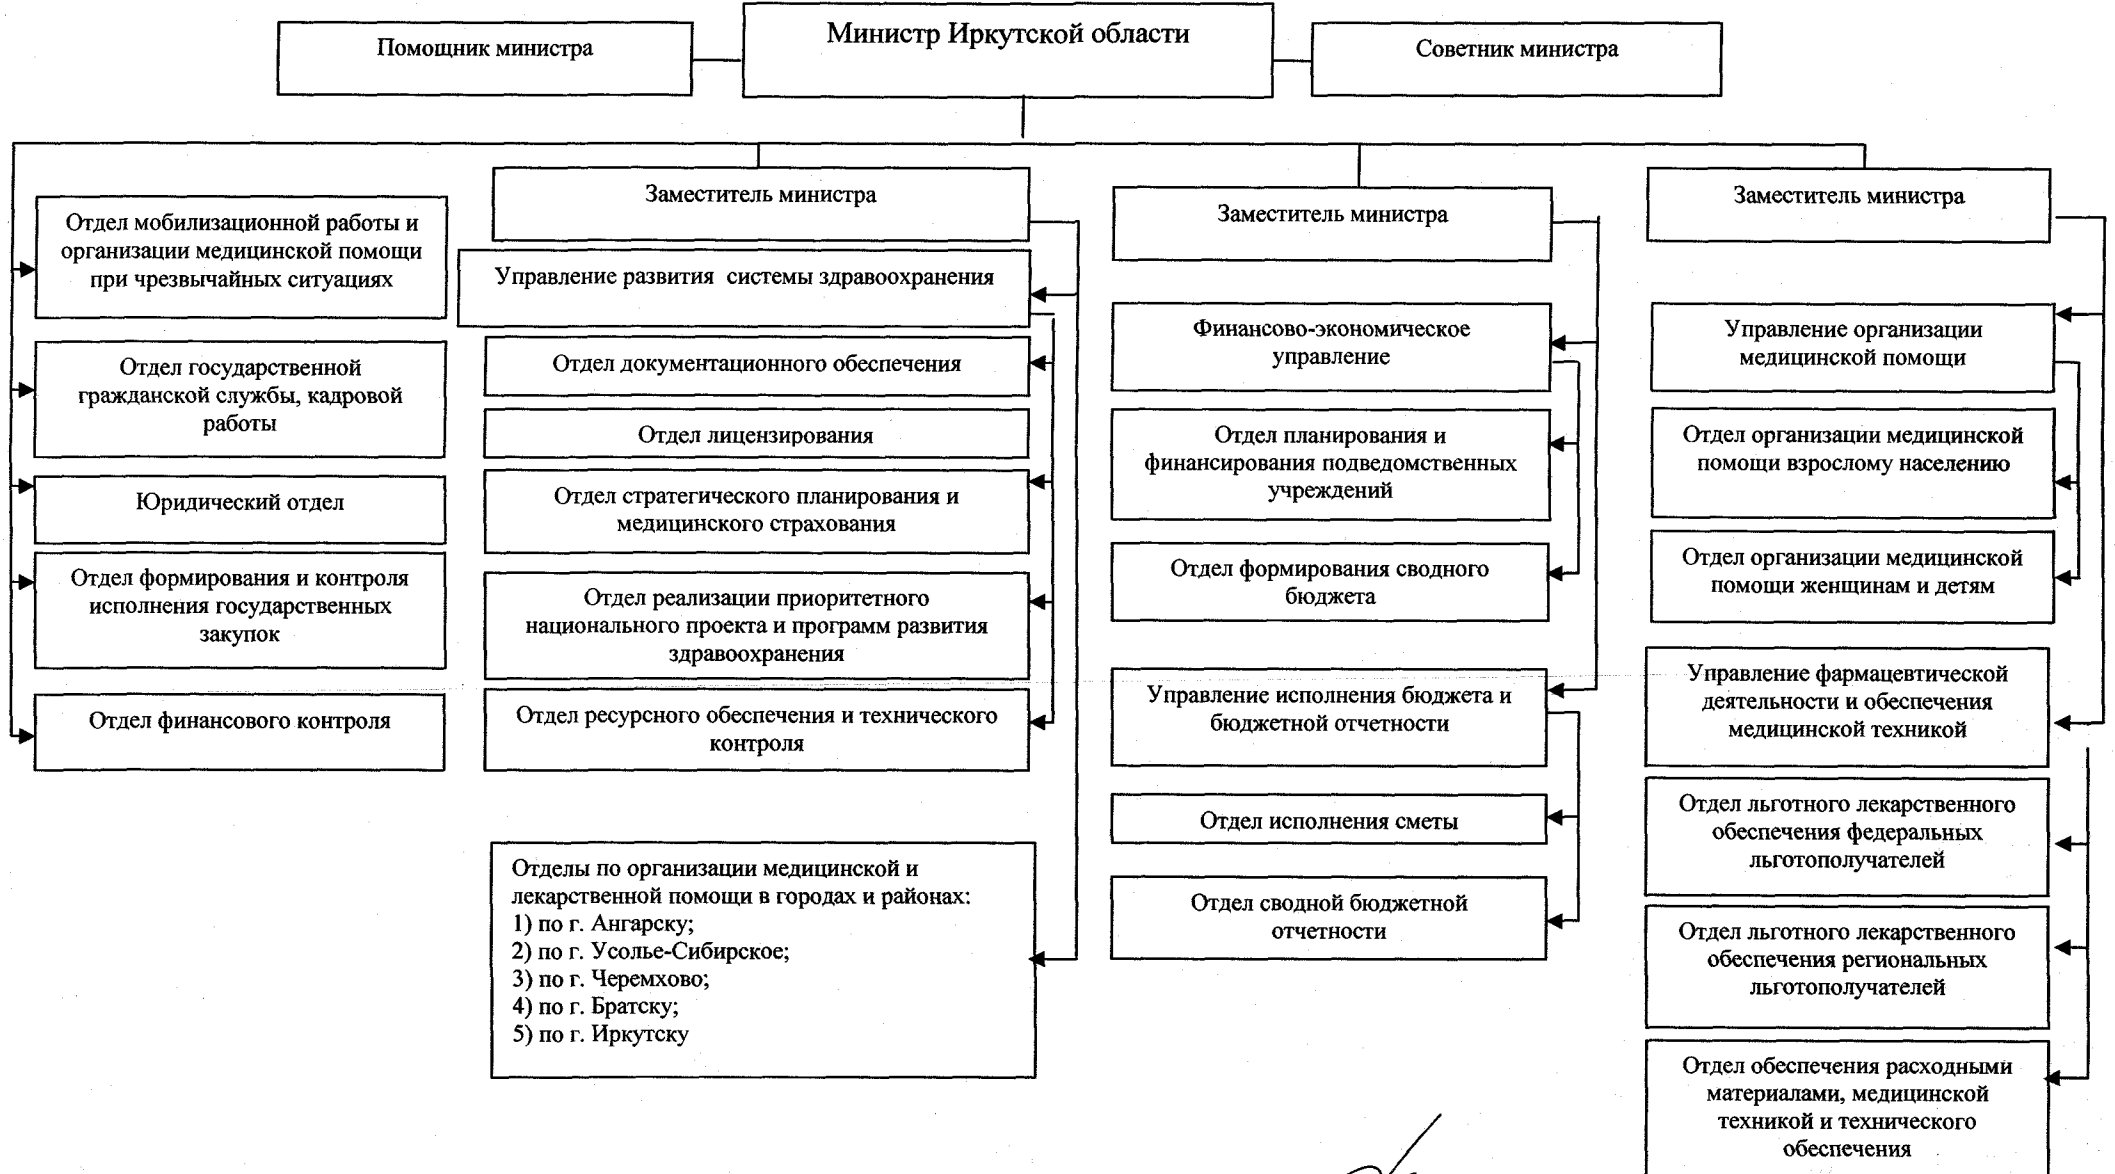 Помощник министра
Министр Иркутской области
Советник министра
Отдел мобилизационной работы и
организации медицинской помощи
при чрезвычайных ситуациях
Отдел государственной
гражданской службы, кадровой
работы
Юридический отдел
Отдел формирования и контроля
исполнения государственных
закупок
Отдел финансового контроля
Заместитель министра
Управление развития системы здравоохранения
Отдел документационного обеспечения
Отдел лицензирования
Отдел стратегического планирования и
медицинского страхования
Отдел реализации приоритетного
национального проекта и программ развития
здравоохранения
Отдел ресурсного обеспечения и технического
контроля
Отделы по организации медицинской и
лекарственной помощи в городах и районах:
1) по г. Ангарску;
2) по г. Усолье-Сибирское;
3) по г. Черемхово;
4) по г. Братску;
5) по г. Иркутску
Заместитель министра
Финансово-экономическое
управление
Отдел планирования и
финансирования подведомственных
учреждений
Отдел формирования сводного
бюджета
Управление исполнения бюджета и
бюджетной отчетности
Отдел исполнения сметы
Отдел сводной бюджетной
отчетности
Заместитель министра
Управление организации
медицинской помощи
Отдел организации медицинской
помощи взрослому населению
Отдел организации медицинской
помощи женщинам и детям
Управление фармацевтической
деятельности и обеспечения
медицинской техникой
Отдел льготного лекарственного
обеспечения федеральных
льготополучателей
Отдел льготного лекарственного
обеспечения региональных
льготополучателей
Отдел обеспечения расходными
материалами, медицинской
техникой и технического
обеспечения